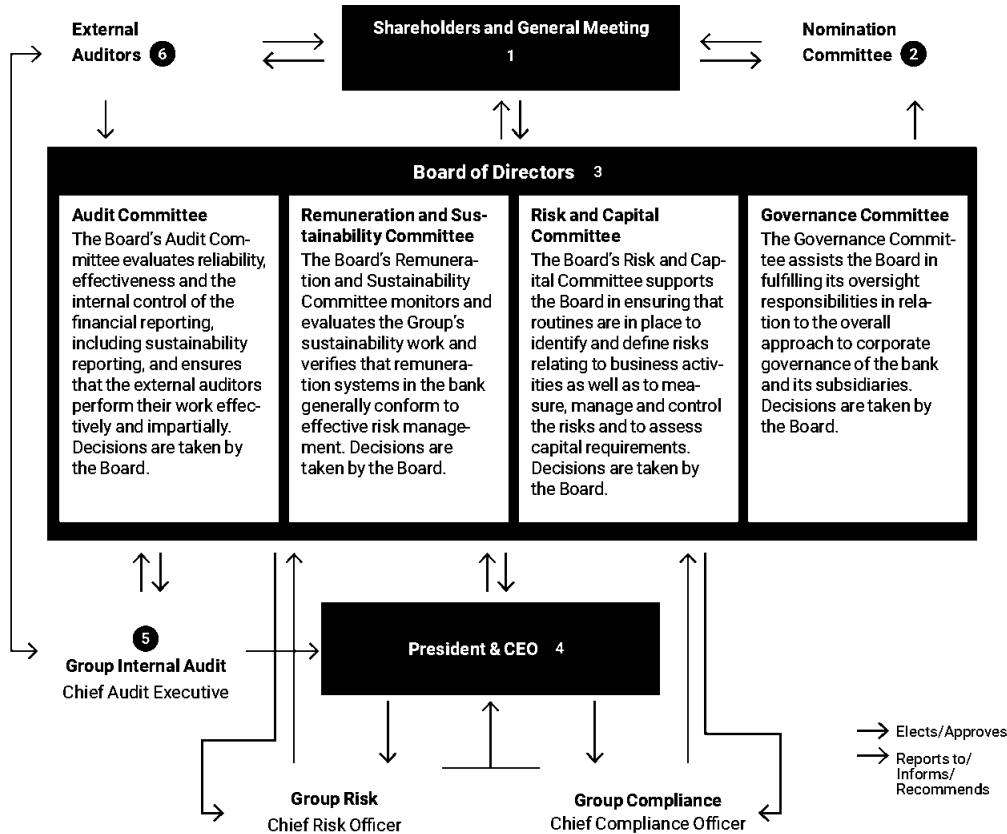 External
Auditors 6
Shareholders and General Meeting
1
Nomination
Committee 2
Board of Directors 3
Audit Committee
The Board's Audit Com-
mittee evaluates reliability,
effectiveness and the
internal control of the
financial reporting,
including sustainability
reporting, and ensures
that the external auditors
perform their work effec-
tively and impartially.
Decisions are taken by
the Board.
Remuneration and Sus-
tainability Committee
The Board's Remunera-
tion and Sustainability
Committee monitors and
evaluates the Group's
sustainability work and
verifies that remunera-
tion systems in the bank
generally conform to
effective risk manage-
ment. Decisions are
taken by the Board.
Risk and Capital
Committee
The Board's Risk and Cap-
ital Committee supports
the Board in ensuring that
routines are in place to
identify and define risks
relating to business activ-
ities as well as to mea-
sure, manage and control
the risks and to assess
capital requirements.
Decisions are taken by
the Board.
Governance Committee
The Governance Commit-
tee assists the Board in
fulfilling its oversight
responsibilities in rela-
tion to the overall
approach to corporate
governance of the bank
and its subsidiaries.
Decisions are taken by
the Board.
5
Group Internal Audit
Chief Audit Executive
President & CEO 4
Group Risk
Chief Risk Officer
Group Compliance
Chief Compliance Officer
Elects/Approves
Reports to/
Informs/
Recommends